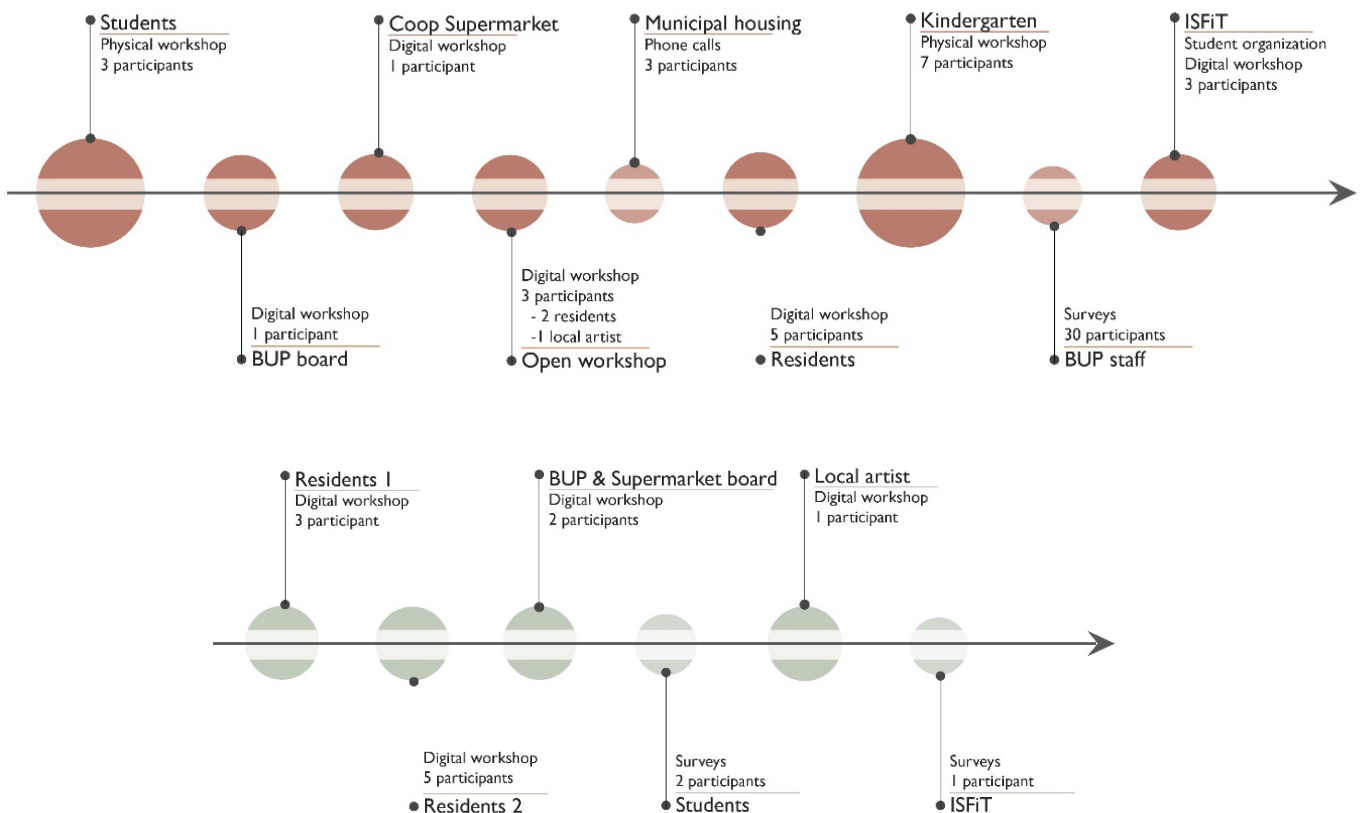 Students
Physical workshop
3 participants
Coop Supermarket
Digital workshop
1 participant
Municipal housing
Phone calls
3 participants
Kindergarten
Physical workshop
7 participants
ISFiT
Student organization
Digital workshop
3 participants
Digital workshop
1 participant
BUP board
Digital workshop
3 participants
- 2 residents
-1 local artist
Open workshop
Digital workshop
5 participants
Residents
Surveys
30 participants
BUP staff
Residents 1
Digital workshop
3 participant
BUP & Supermarket board
Digital workshop
2 participants
Local artist
Digital workshop
1 participant
Digital workshop
5 participants
Residents 2
Surveys
2 participants
Students
Surveys
1 participant
ISFiT